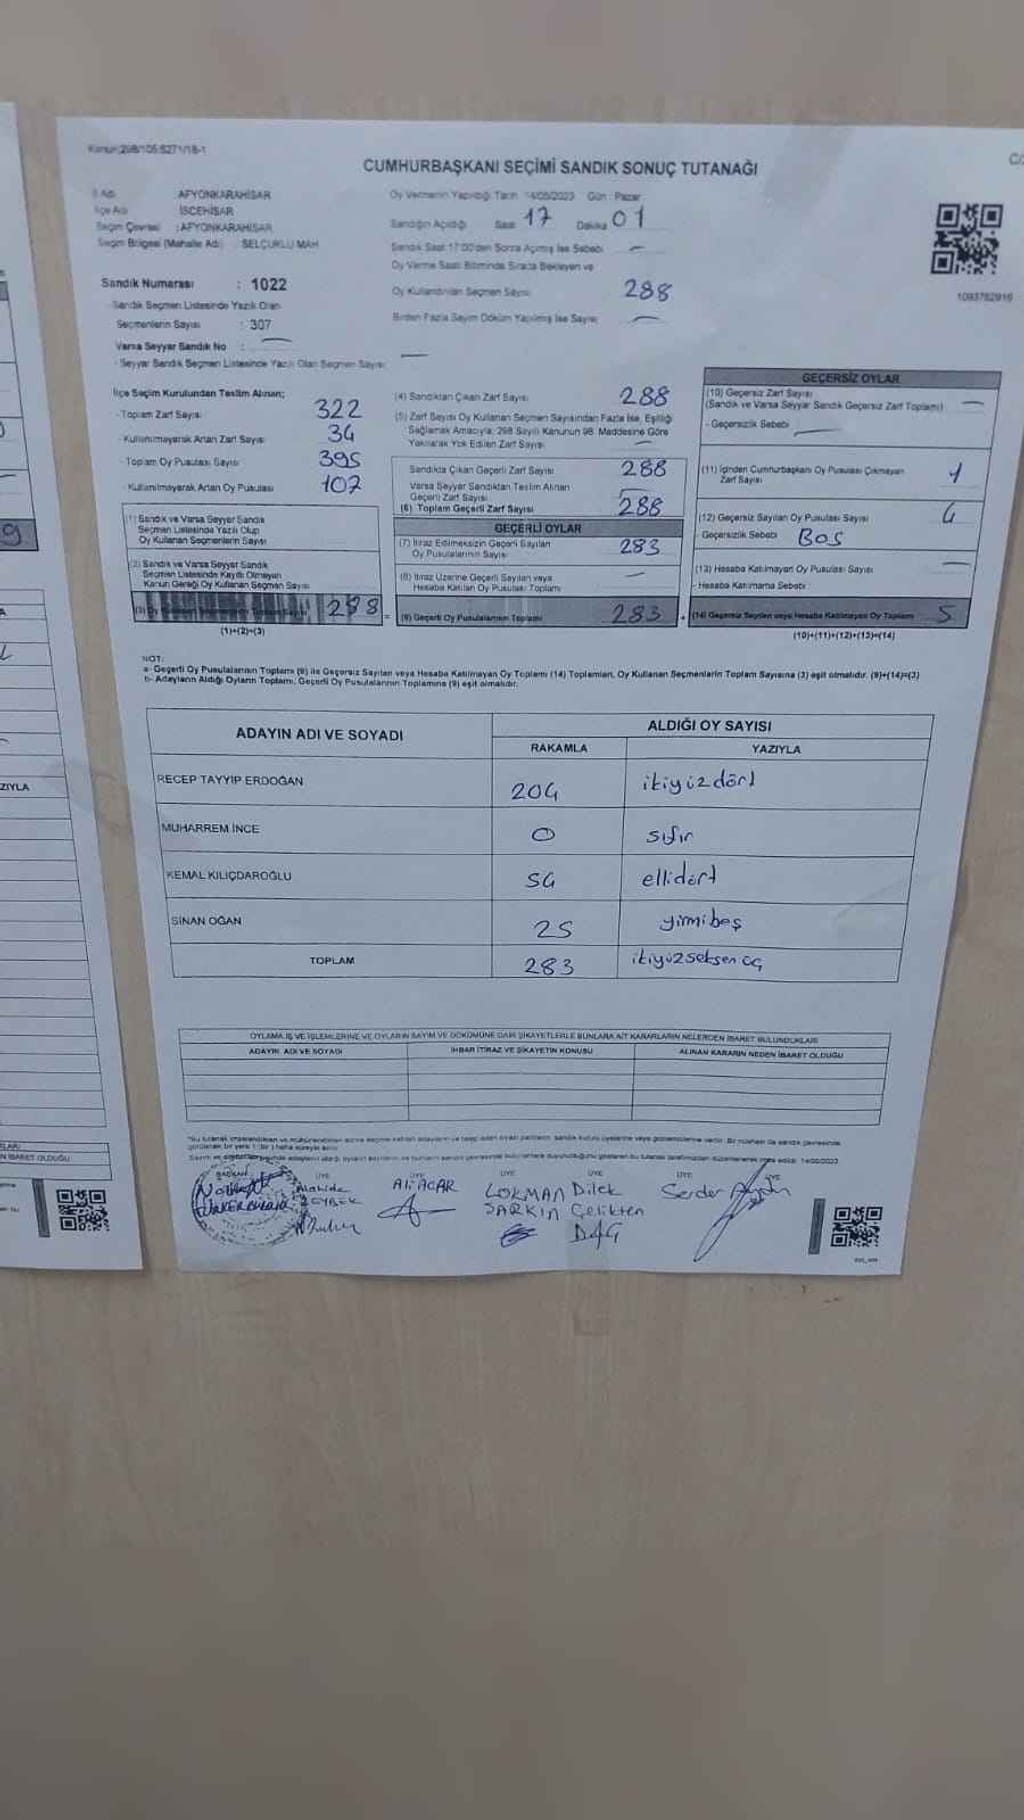 Kanun:298/105:6271/18-1
CUMHURBAŞKANI SEÇİMİ SANDIK SONUÇ TUTANAĞI
İl Adı : AFYONKARAHİSAR
İlçe Adı : İSCEHİSAR
Seçim Çevresi : AFYONKARAHİSAR
Seçim Bölgesi (Mahalle Adı) : SELÇUKLU MAH
Oy Vermenin Yapıldığı Tarih 14/05/2023 Gün : Pazar
Sandığın Açıldığı Saat 17 Dakika 01
Sandık Saat 17:00'den Sonra Açılmış İse Sebebi —
Oy Verme Saati Bitiminde Sırada Bekleyen ve
Oy Kullandırılan Seçmen Sayısı 288
Birden Fazla Sayım Döküm Yapılmış İse Sayısı —
1093762916
Sandık Numarası : 1022
- Sandık Seçmen Listesinde Yazılı Olan
Seçmenlerin Sayısı : 307
Varsa Seyyar Sandık No : —
- Seyyar Sandık Seçmen Listesinde Yazılı Olan Seçmen Sayısı —
İlçe Seçim Kurulundan Teslim Alınan;
- Toplam Zarf Sayısı 322
- Kullanılmayarak Artan Zarf Sayısı 34
- Toplam Oy Pusulası Sayısı 395
- Kullanılmayarak Artan Oy Pusulası 107
(1) Sandık ve Varsa Seyyar Sandık
Seçmen Listesinde Yazılı Olup
Oy Kullanan Seçmenlerin Sayısı
(2) Sandık ve Varsa Seyyar Sandık
Seçmen Listesinde Kaydı Olmayan
Kanun Gereği Oy Kullanan Seçmen Sayısı
288
(1)+(2)=(3)
(4) Sandıktan Çıkan Zarf Sayısı 288
(5) Zarf Sayısı Oy Kullanan Seçmen Sayısından Fazla İse, Eşitliği
Sağlamak Amacıyla, 298 Sayılı Kanunun 98. Maddesine Göre
Yakılarak Yok Edilen Zarf Sayısı —
Sandıkta Çıkan Geçerli Zarf Sayısı 288
Varsa Seyyar Sandıktan Teslim Alınan
Geçerli Zarf Sayısı —
(6) Toplam Geçerli Zarf Sayısı 288
GEÇERLİ OYLAR
(7) İtiraz Edilmeksizin Geçerli Sayılan
Oy Pusulalarının Sayısı 283
(8) İtiraz Üzerine Geçerli Sayılan veya
Hesaba Katılan Oy Pusulası Toplamı —
(9) Geçerli Oy Pusulalarının Toplamı 283
GEÇERSİZ OYLAR
(10) Geçersiz Zarf Sayısı
(Sandık ve Varsa Seyyar Sandık Geçersiz Zarf Toplamı) —
- Geçersizlik Sebebi : —
(11) İçinden Cumhurbaşkanı Oy Pusulası Çıkmayan
Zarf Sayısı 1
(12) Geçersiz Sayılan Oy Pusulası Sayısı 4
- Geçersizlik Sebebi BOŞ
(13) Hesaba Katılmayan Oy Pusulası Sayısı —
- Hesaba Katılmama Sebebi :
(14) Geçersiz Sayılan veya Hesaba Katılmayan Oy Toplamı 5
(10)+(11)+(12)+(13)=(14)
NOT:
a- Geçerli Oy Pusulalarının Toplamı (9) ile Geçersiz Sayılan veya Hesaba Katılmayan Oy Toplamı (14) Toplamları, Oy Kullanan Seçmenlerin Toplam Sayısına (3) eşit olmalıdır. (9)+(14)=(3)
b- Adayların Aldığı Oyların Toplamı, Geçerli Oy Pusulalarının Toplamına (9) eşit olmalıdır.
ADAYIN ADI VE SOYADI ALDIĞI OY SAYISI
RAKAMLA YAZIYLA
RECEP TAYYİP ERDOĞAN 204 ikiyüzdört
MUHARREM İNCE 0 sıfır
KEMAL KILIÇDAROĞLU 54 ellidört
SİNAN OĞAN 25 yirmibeş
TOPLAM 283 ikiyüzseksen üç
OYLAMA İŞ VE İŞLEMLERİNE VE OYLARIN SAYIM VE DÖKÜMÜNE DAİR ŞİKAYETLERLE BUNLARA AİT KARARLARIN NELERDEN İBARET BULUNDUKLARI
ADAYIN ADI VE SOYADI İHBAR İTİRAZ VE ŞİKAYETİN KONUSU ALINAN KARARIN NEDEN İBARET OLDUĞU
BAŞKAN ÜYE ÜYE ÜYE ÜYE ÜYE
ZEYBEK
Ali ACAR
LOKMAN SARKIN
Dilek Çelikten DAĞ
Serdar
ZIYLA
N İBARET OLDUĞU